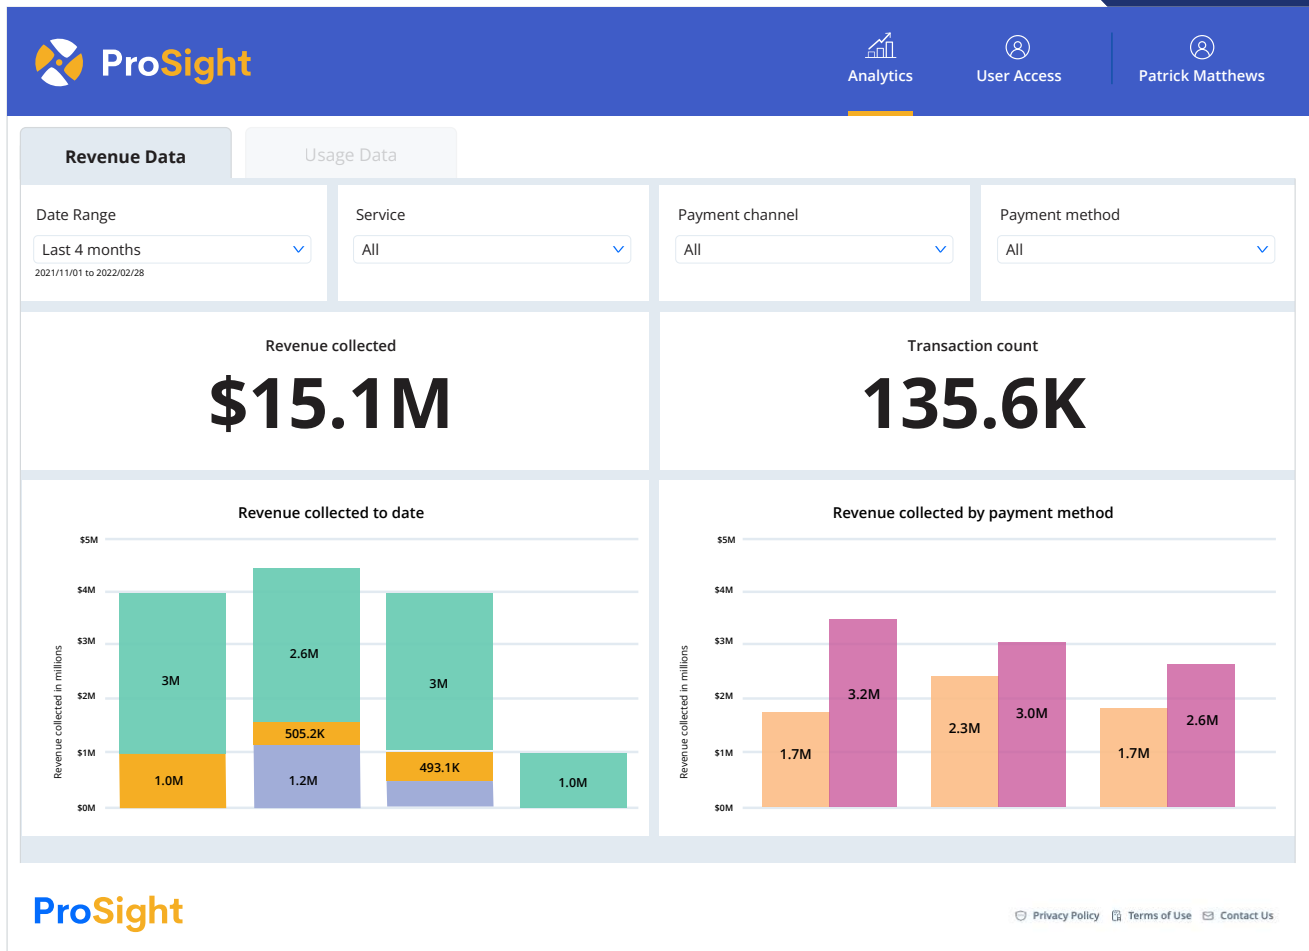 ProSight
Analytics
User Access
Patrick Matthews
Revenue Data
Usage Data
Date Range
Last 4 months
2021/11/01 to 2022/02/28
Service
All
Payment channel
All
Payment method
All
Revenue collected
$15.1M
Transaction count
135.6K
Revenue collected to date
Revenue collected in millions
$5M
$4M
$3M
$2M
$1M
$0M
3M
1.0M
2.6M
505.2K
1.2M
3M
493.1K
1.0M
Revenue collected by payment method
Revenue collected in millions
$5M
$4M
$3M
$2M
$1M
$0M
1.7M
3.2M
2.3M
3.0M
1.7M
2.6M
ProSight
Privacy Policy
Terms of Use
Contact Us